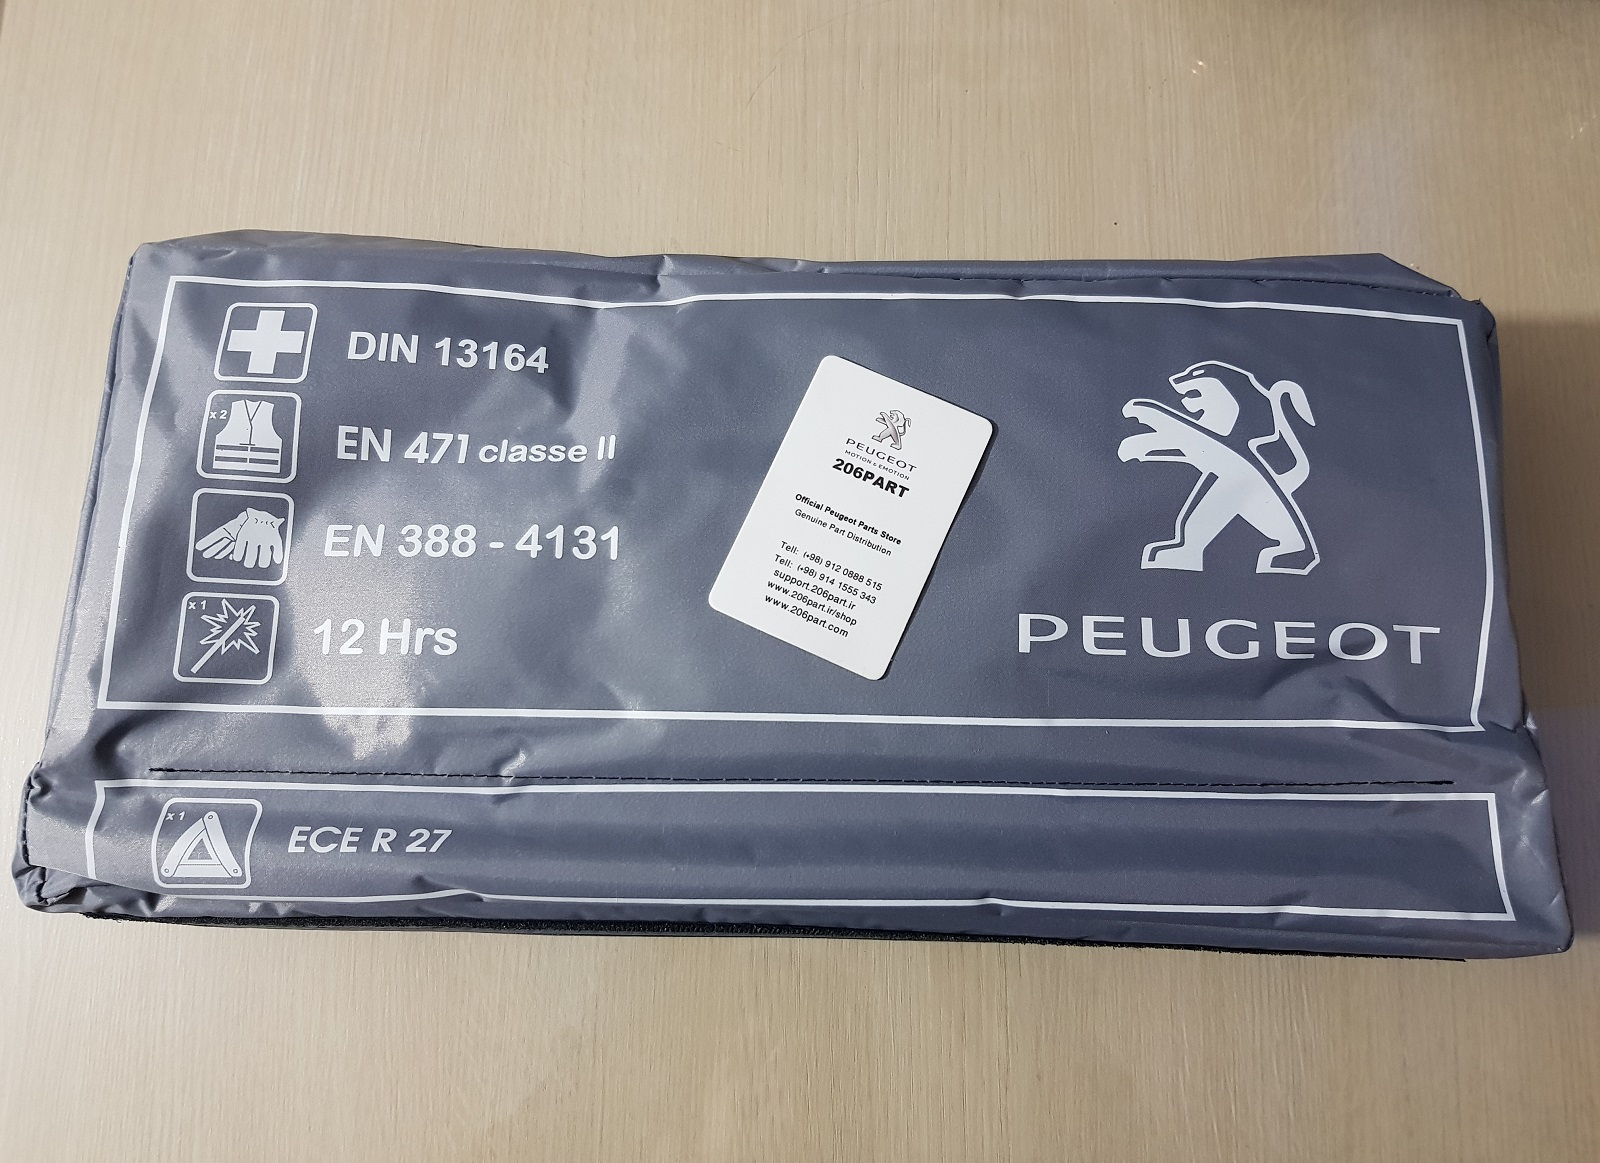 DIN 13164
x 2
EN 471 classe II
EN 388 - 4131
x 1
12 Hrs
PEUGEOT
MOTION & EMOTION
206PART
Official Peugeot Parts Store
Genuine Part Distribution
Tell: (+98) 912 0888 515
Tell: (+98) 914 1555 343
support.206part.ir
www.206part.ir/shop
www.206part.com
PEUGEOT
x 1
ECE R 27